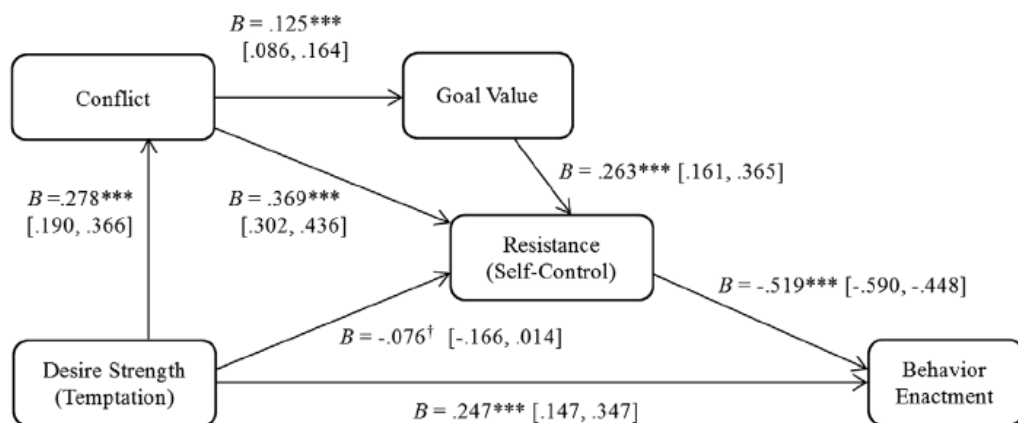 B = .125***
[.086, .164]
Conflict
Goal Value
B = .263*** [.161, .365]
B =.278***
[.190, .366]
B = .369***
[.302, .436]
Resistance
(Self-Control)
B = -.519*** [-.590, -.448]
B = -.076† [-.166, .014]
Desire Strength
(Temptation)
Behavior
Enactment
B = .247*** [.147, .347]